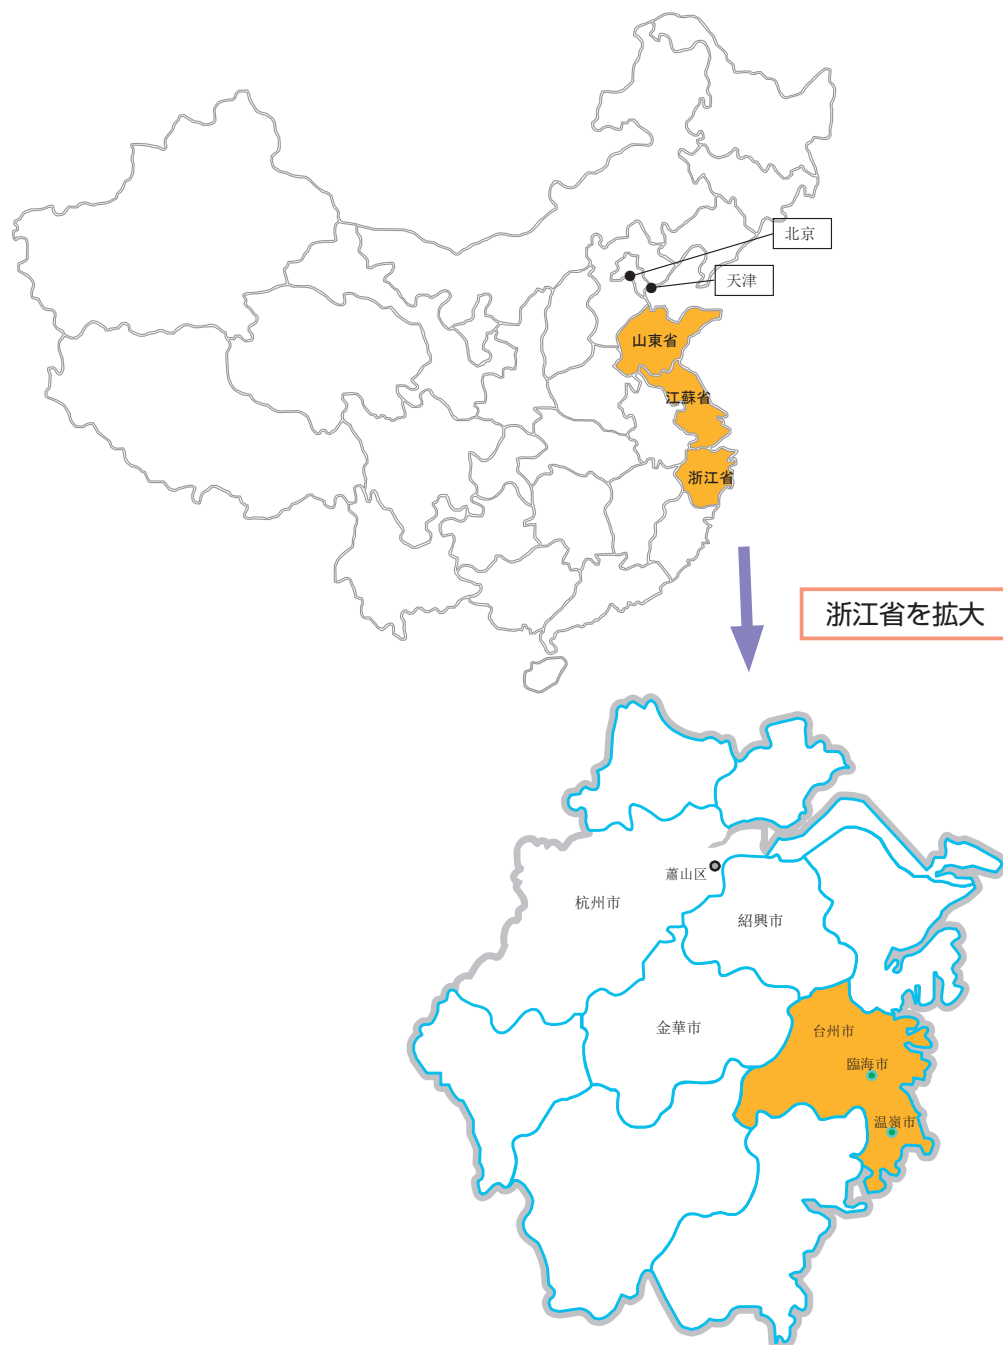 北京
天津
山東省
江蘇省
浙江省
浙江省を拡大
蕭山区
杭州市
紹興市
金華市
台州市
臨海市
温嶺市